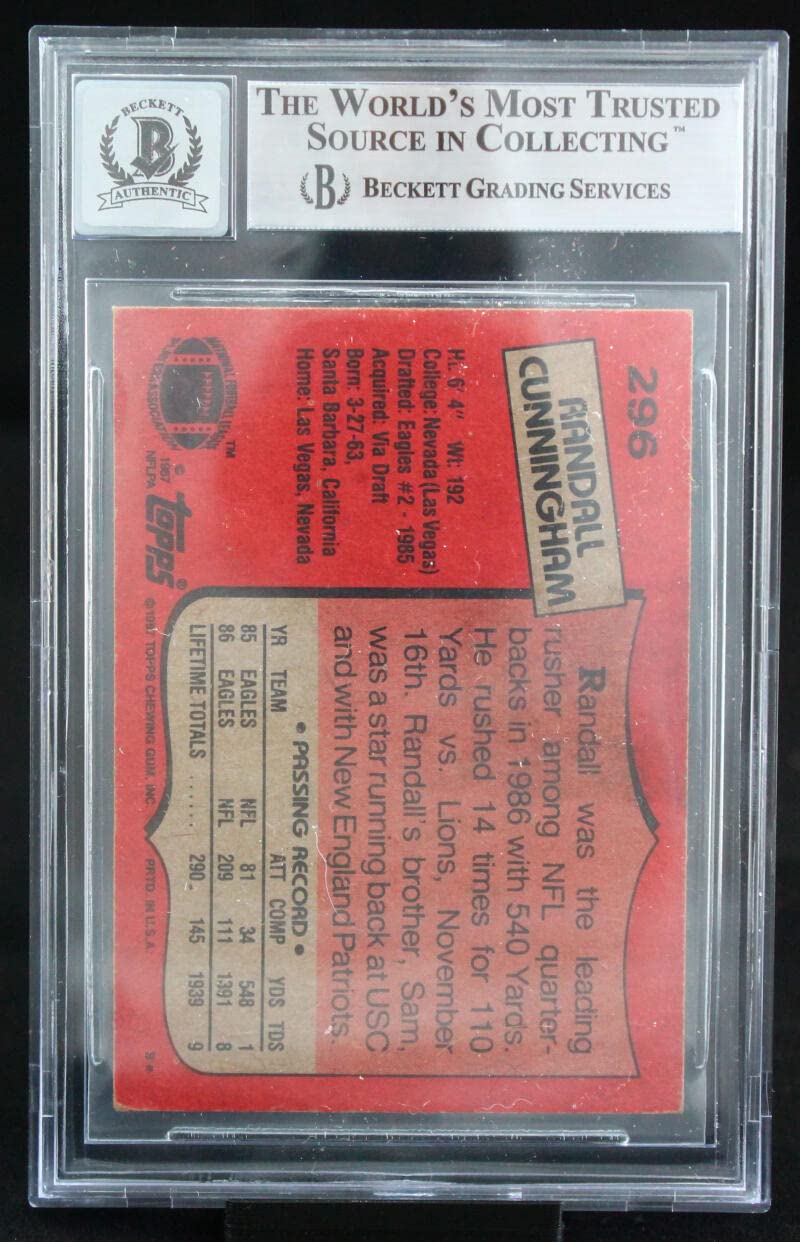 BECKETT
B
AUTHENTIC
THE WORLD'S MOST TRUSTED
SOURCE IN COLLECTING™
B BECKETT GRADING SERVICES
296
RANDALL
CUNNINGHAM
Ht: 6' 4" Wt: 192
College: Nevada (Las Vegas)
Drafted: Eagles #2 - 1985
Acquired: Via Draft
Born: 3-27-63,
Santa Barbara, California
Home: Las Vegas, Nevada
TM
© 1987
NFLPA
topps®
Randall was the leading
rusher among NFL quarter-
backs in 1986 with 540 Yards.
He rushed 14 times for 110
Yards vs. Lions, November
16th. Randall's brother, Sam,
was a star running back at USC
and with New England Patriots.
• PASSING RECORD •
YR TEAM ATT COMP YDS TDS
85 EAGLES NFL 81 34 548 1
86 EAGLES NFL 209 111 1391 8
LIFETIME TOTALS ...... 290 145 1939 9
© 1987 TOPPS CHEWING GUM, INC. PRTD. IN U.S.A.